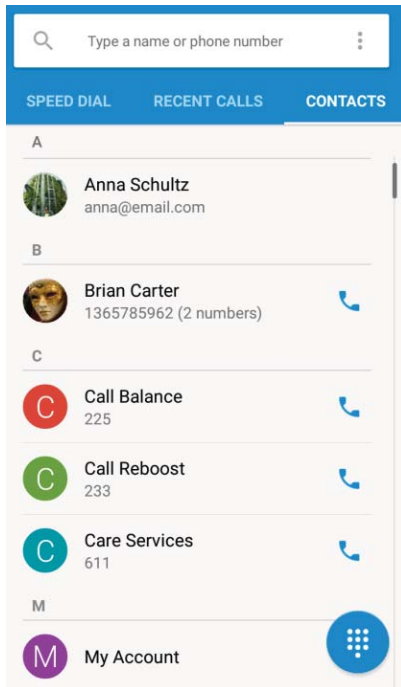 Type a name or phone number
SPEED DIAL RECENT CALLS CONTACTS
A
Anna Schultz
anna@email.com
B
Brian Carter
1365785962 (2 numbers)
C
C Call Balance
225
C Call Reboost
233
C Care Services
611
M
M My Account